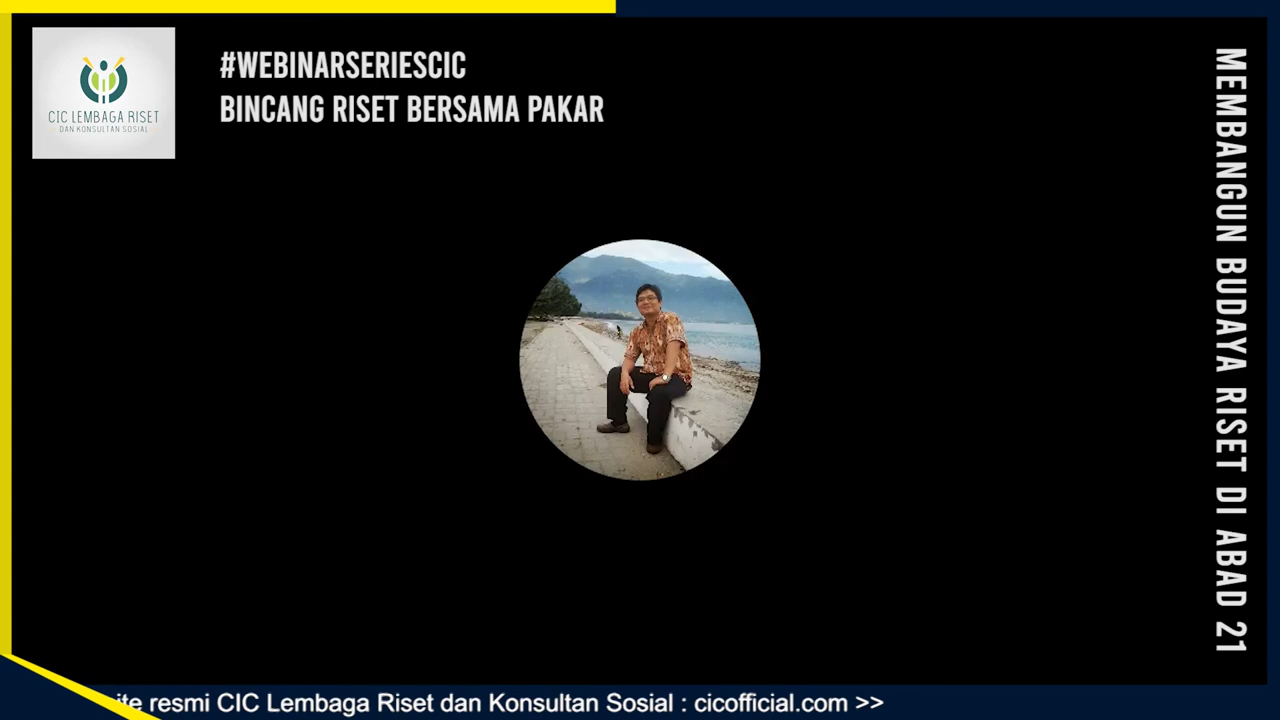 #WEBINARSERIESCIC
BINCANG RISET BERSAMA PAKAR
CIC LEMBAGA RISET
DAN KONSULTAN SOSIAL
MEMBANGUN BUDAYA RISET DI ABAD 21
resmi CIC Lembaga Riset dan Konsultan Sosial : cicofficial.com >>